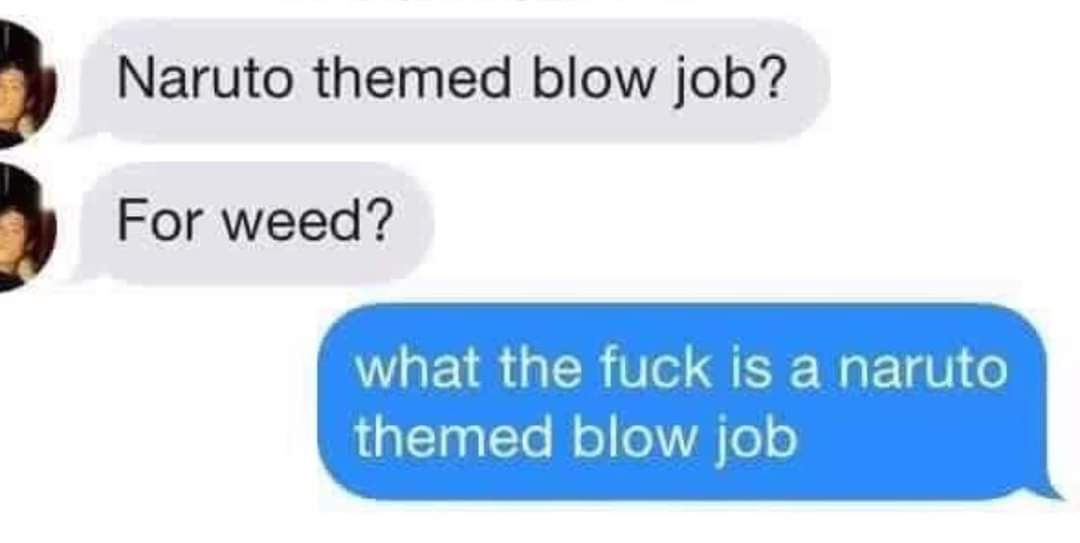 Naruto themed blow job?
For weed?
what the fuck is a naruto
themed blow job